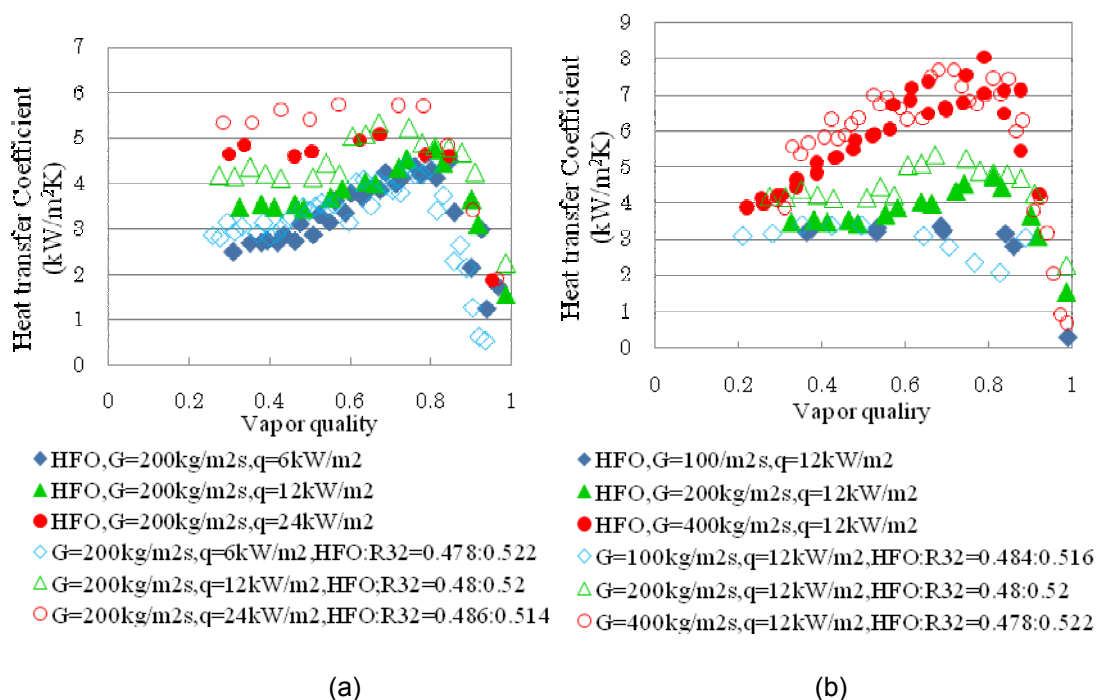 Heat transfer Coefficient
(kW/m²K)
7
6
5
4
3
2
1
0
0
0.2
0.4
0.6
0.8
1
Vapor quality
HFO,G=200kg/m2s,q=6kW/m2
HFO,G=200kg/m2s,q=12kW/m2
HFO,G=200kg/m2s,q=24kW/m2
G=200kg/m2s,q=6kW/m2,HFO:R32=0.478:0.522
G=200kg/m2s,q=12kW/m2,HFO;R32=0.48:0.52
G=200kg/m2s,q=24kW/m2,HFO:R32=0.486:0.514
(a)
Heat transfer Coefficient
(kW/m²K)
9
8
7
6
5
4
3
2
1
0
0
0.2
0.4
0.6
0.8
1
Vapor qualiry
HFO,G=100/m2s,q=12kW/m2
HFO,G=200kg/m2s,q=12kW/m2
HFO,G=400kg/m2s,q=12kW/m2
G=100kg/m2s,q=12kW/m2,HFO:R32=0.484:0.516
G=200kg/m2s,q=12kW/m2,HFO:R32=0.48:0.52
G=400kg/m2s,q=12kW/m2,HFO:R32=0.478:0.522
(b)